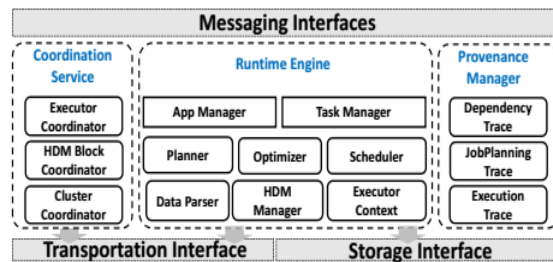 Messaging Interfaces
Coordination
Service
Executor
Coordinator
HDM Block
Coordinator
Cluster
Coordinator
Runtime Engine
App Manager
Task Manager
Planner
Optimizer
Scheduler
Data Parser
HDM
Manager
Executor
Context
Provenance
Manager
Dependency
Trace
JobPlanning
Trace
Execution
Trace
Transportation Interface
Storage Interface